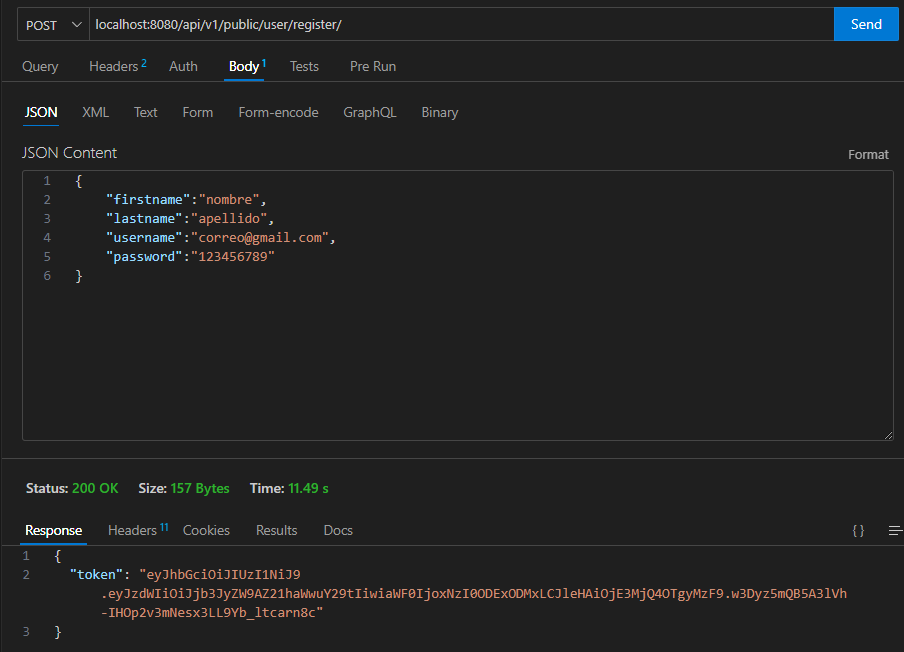 POST localhost:8080/api/v1/public/user/register/ Send
Query Headers 2 Auth Body 1 Tests Pre Run
JSON XML Text Form Form-encode GraphQL Binary
JSON Content Format
1 {
2 "firstname":"nombre",
3 "lastname":"apellido",
4 "username":"correo@gmail.com",
5 "password":"123456789"
6 }
Status: 200 OK Size: 157 Bytes Time: 11.49 s
Response Headers 11 Cookies Results Docs { }
1 {
2 "token": "eyJhbGciOiJIUzI1NiJ9
.eyJzdWIiOiJjb3JyZW9AZ21haWwuY29tIiwiaWF0IjoxNzI0ODExODMxLCJleHAiOjE3MjQ4OTgyMzF9.w3Dyz5mQB5A3lVh
-IHOp2v3mNesx3LL9Yb_ltcarn8c"
3 }